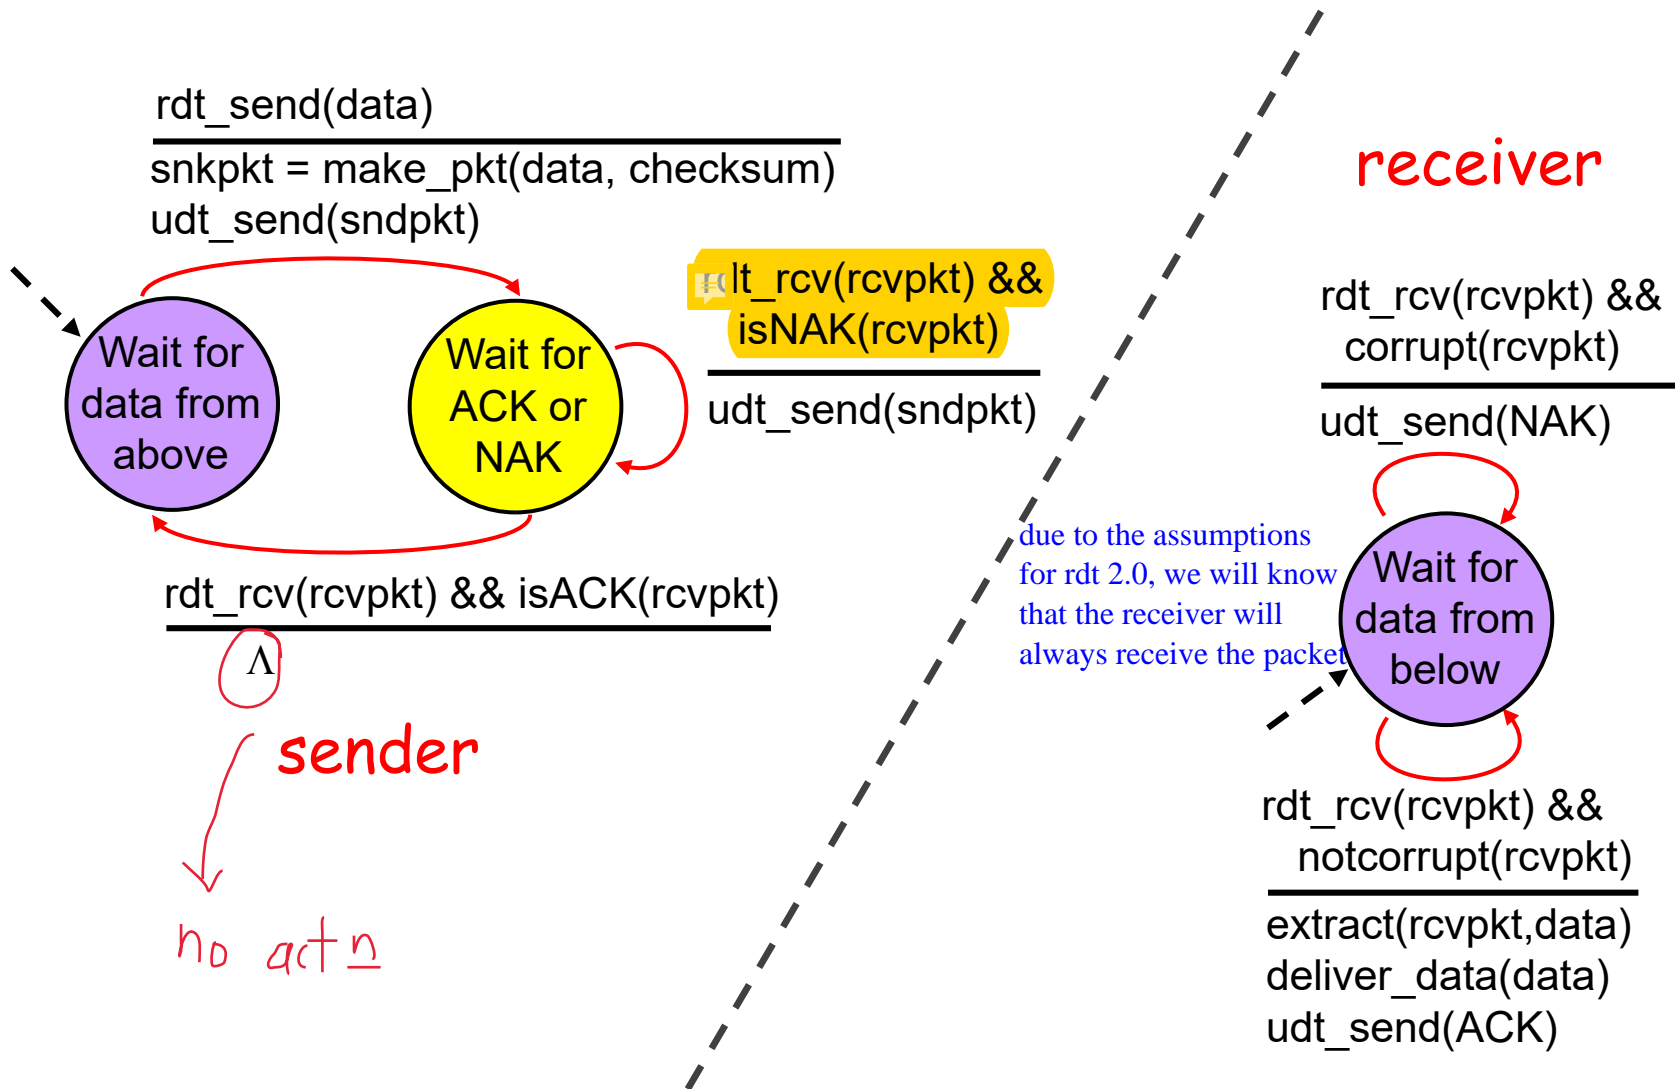 rdt_send(data)
snkpkt = make_pkt(data, checksum)
udt_send(sndpkt)
Wait for
data from
above
Wait for
ACK or
NAK
rdt_rcv(rcvpkt) &&
isNAK(rcvpkt)
udt_send(sndpkt)
rdt_rcv(rcvpkt) && isACK(rcvpkt)
Λ
sender
no actn
due to the assumptions
for rdt 2.0, we will know
that the receiver will
always receive the packet
receiver
rdt_rcv(rcvpkt) &&
corrupt(rcvpkt)
udt_send(NAK)
Wait for
data from
below
rdt_rcv(rcvpkt) &&
notcorrupt(rcvpkt)
extract(rcvpkt,data)
deliver_data(data)
udt_send(ACK)